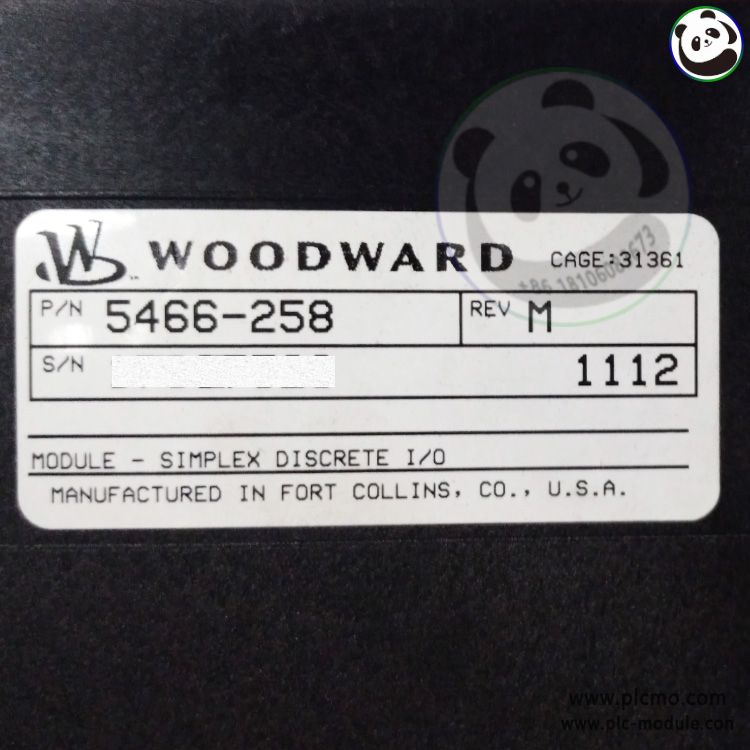 WOODWARD CAGE:31361
P/N 5466-258 REV M
S/N 1112
MODULE - SIMPLEX DISCRETE I/O
MANUFACTURED IN FORT COLLINS, CO., U.S.A.
www.plcmo.com
www.plc-module.com